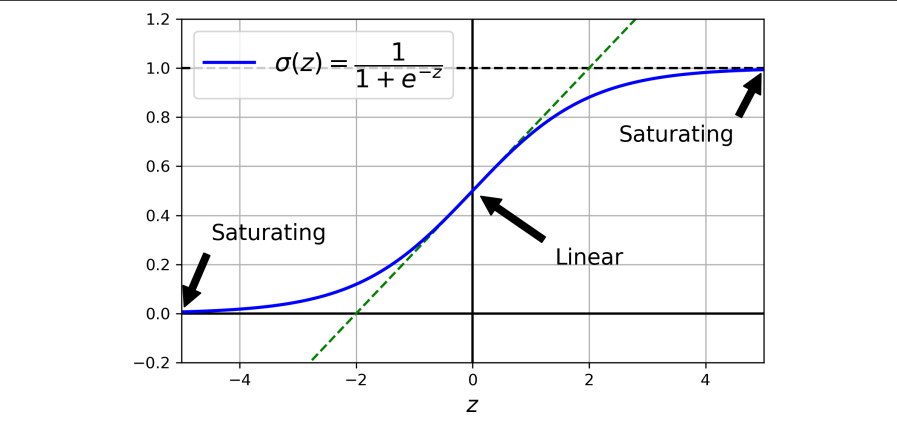 1.2
1.0
0.8
0.6
0.4
0.2
0.0
−0.2
σ(z) = 1 / (1 + e^{−z})
Saturating
Saturating
Linear
−4 −2 0 2 4
z